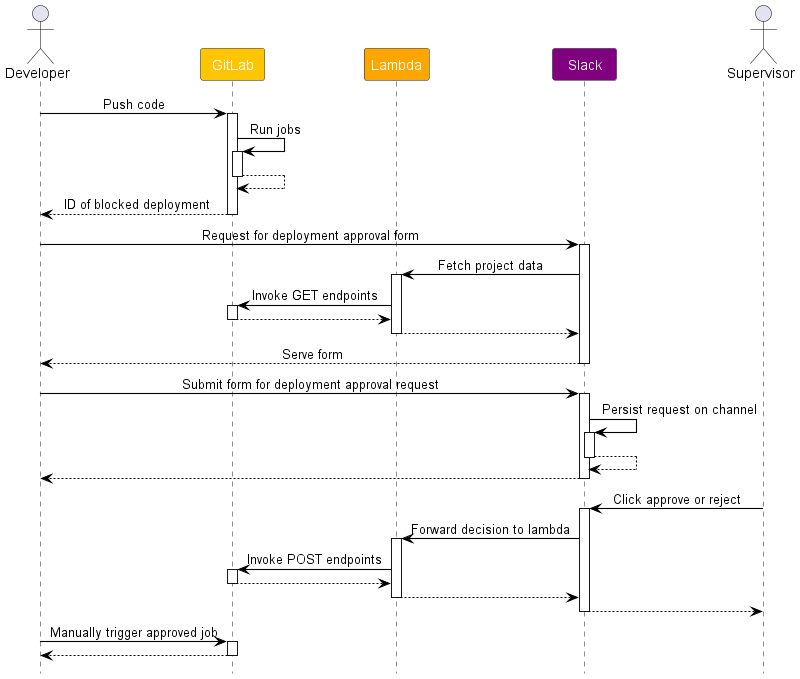 Developer
GitLab
Lambda
Slack
Supervisor
Push code
Run jobs
ID of blocked deployment
Request for deployment approval form
Fetch project data
Invoke GET endpoints
Serve form
Submit form for deployment approval request
Persist request on channel
Click approve or reject
Forward decision to lambda
Invoke POST endpoints
Manually trigger approved job